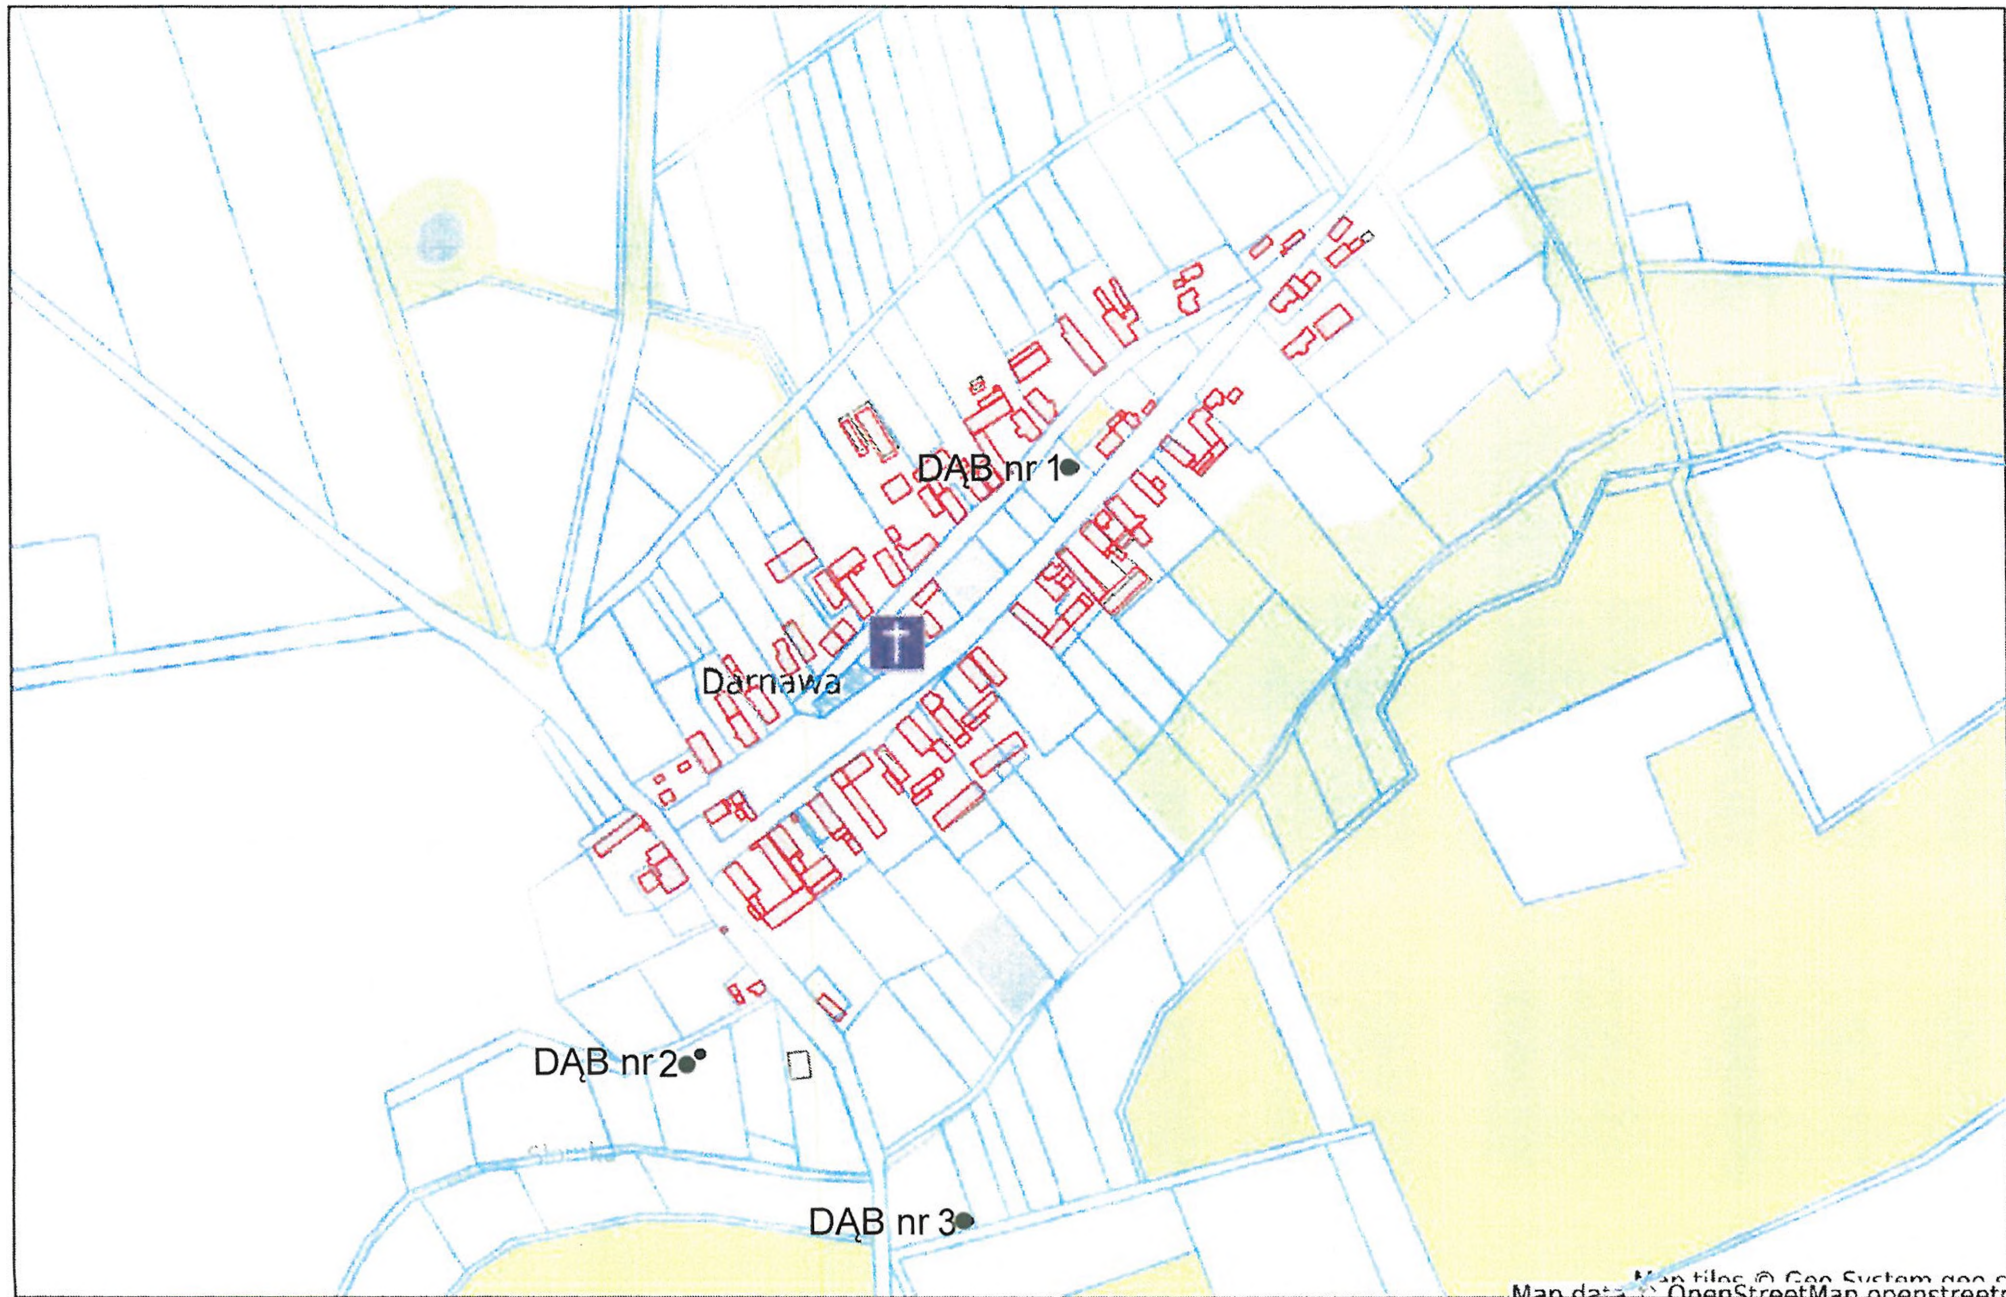 DĄB nr 1
Darnawa
DĄB nr 2
DĄB nr 3
Map tiles © Geo System
Map data © OpenStreetMap